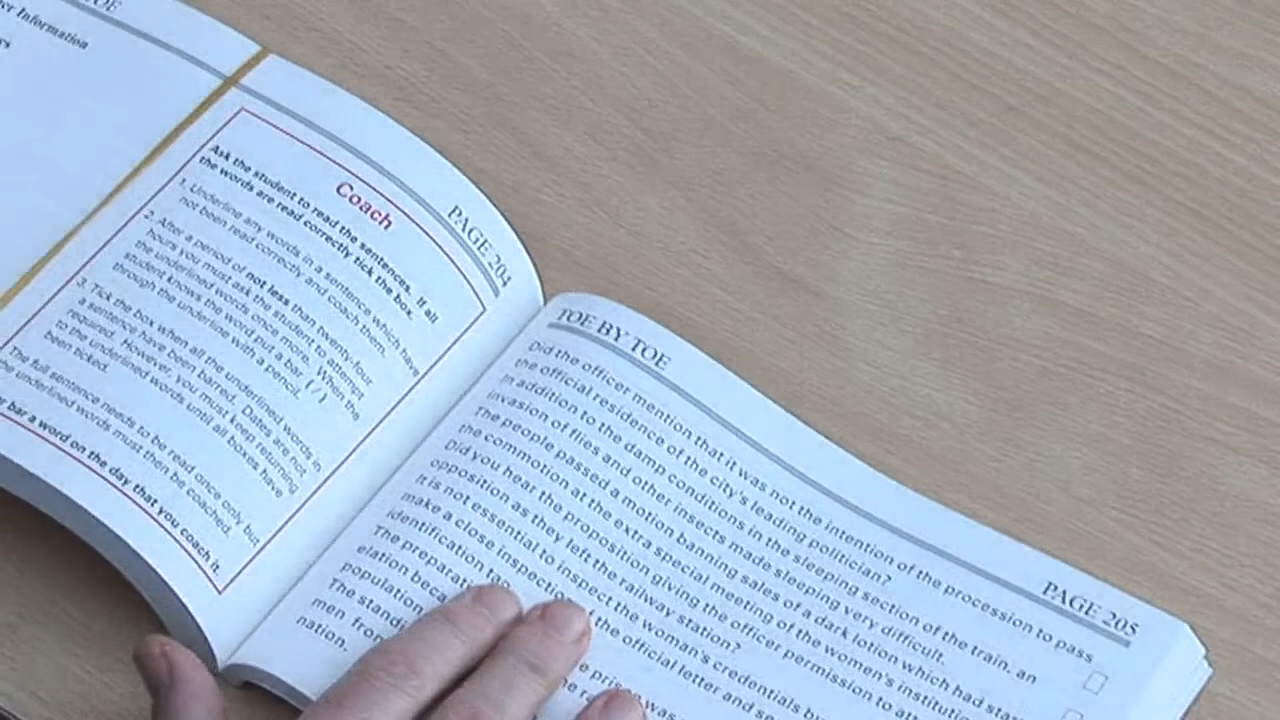 TOE
Information
PAGE 204
Coach
Ask the student to read the sentences. If all
the words are read correctly tick the box.
1. Underline any words in a sentence which have
not been read correctly and coach them.
2. After a period of not less than twenty-four
hours you must ask the student to attempt
the underlined words once more. When the
student knows the word put a bar (/)
through the underline with a pencil.
3. Tick the box when all the underlined words in
a sentence have been barred. Dates are not
required. However, you must keep returning
to the underlined words until all boxes have
been ticked.
The full sentence needs to be read once only but
the underlined words must then be coached.
bar a word on the day that you coach it.
TOE BY TOE
PAGE 205
Did the officer mention that it was not the intention of the procession to pass
the official residence of the city's leading politician?
In addition to the damp conditions in the sleeping section of the train, an
invasion of flies and other insects made sleeping very difficult.
The people passed a motion banning sales of a dark lotion which had
the commotion at the extra special meeting of the women's
Did you hear the proposition giving the officer permission to
opposition as they left the railway station?
It is not essential to inspect the woman's credentials
make a close inspection the official letter and
identification
The
elation
population
The
men from
nation.